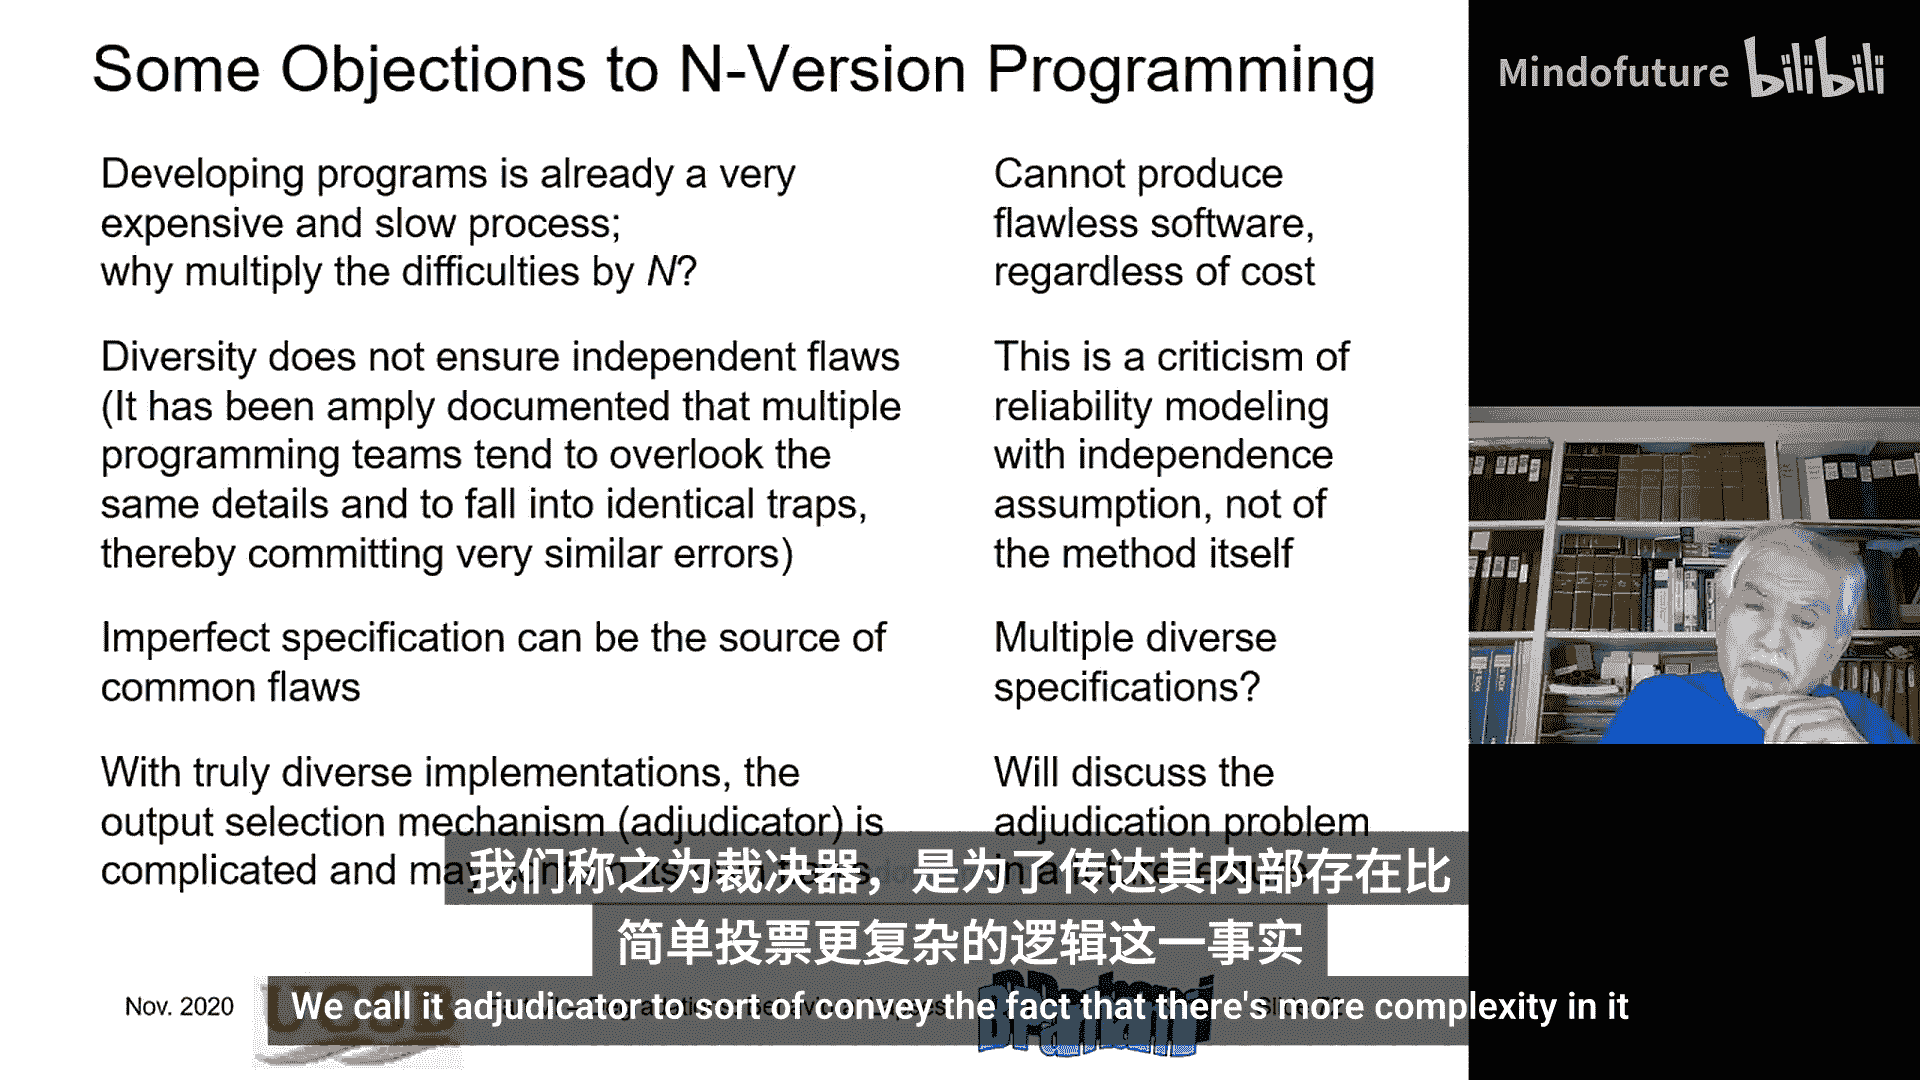 Some Objections to N-Version Programming
Mindofuture bilibili
Developing programs is already a very
expensive and slow process;
why multiply the difficulties by N?
Cannot produce
flawless software,
regardless of cost
Diversity does not ensure independent flaws
(It has been amply documented that multiple
programming teams tend to overlook the
same details and to fall into identical traps,
thereby committing very similar errors)
This is a criticism of
reliability modeling
with independence
assumption, not of
the method itself
Imperfect specification can be the source of
common flaws
Multiple diverse
specifications?
With truly diverse implementations, the
output selection mechanism (adjudicator) is
complicated and may
Will discuss the
adjudication problem
我们称之为裁决器，是为了传达其内部存在比
简单投票更复杂的逻辑这一事实
Nov. 2020
UCSB
B. Parhami
We call it adjudicator to sort of convey the fact that there's more complexity in it